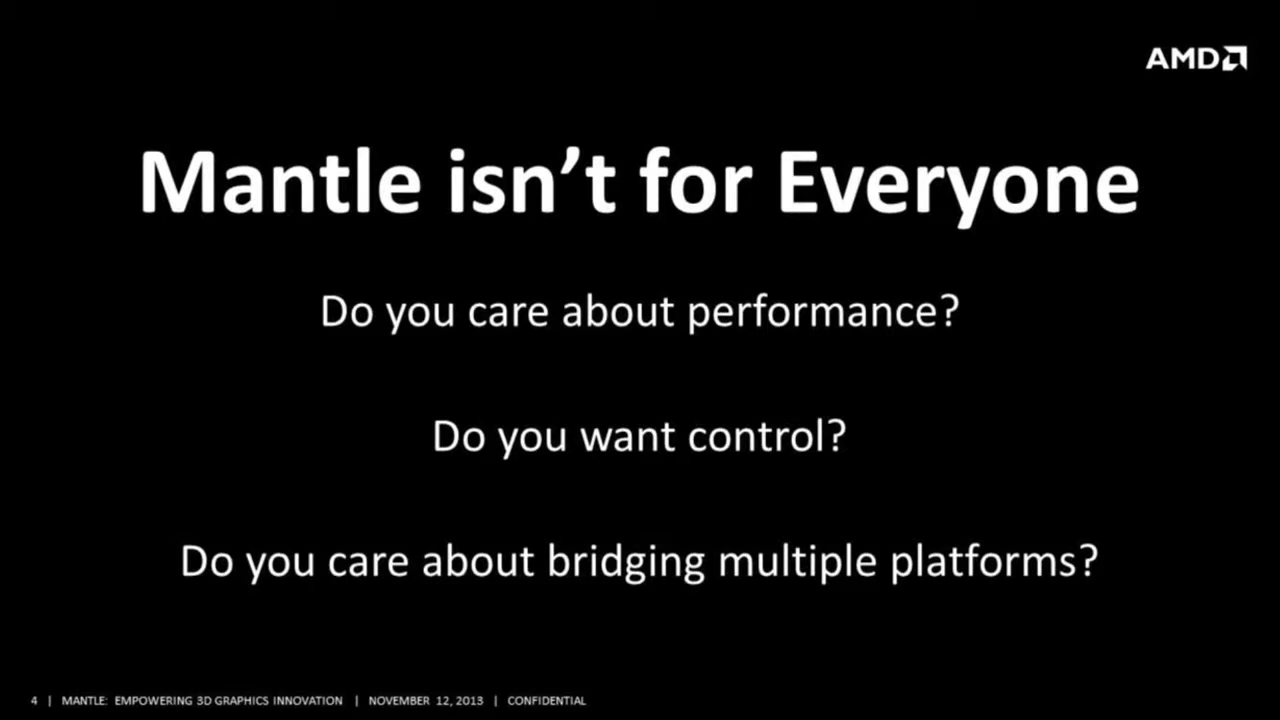 AMD
Mantle isn’t for Everyone
Do you care about performance?
Do you want control?
Do you care about bridging multiple platforms?
4 | MANTLE: EMPOWERING 3D GRAPHICS INNOVATION | NOVEMBER 12, 2013 | CONFIDENTIAL